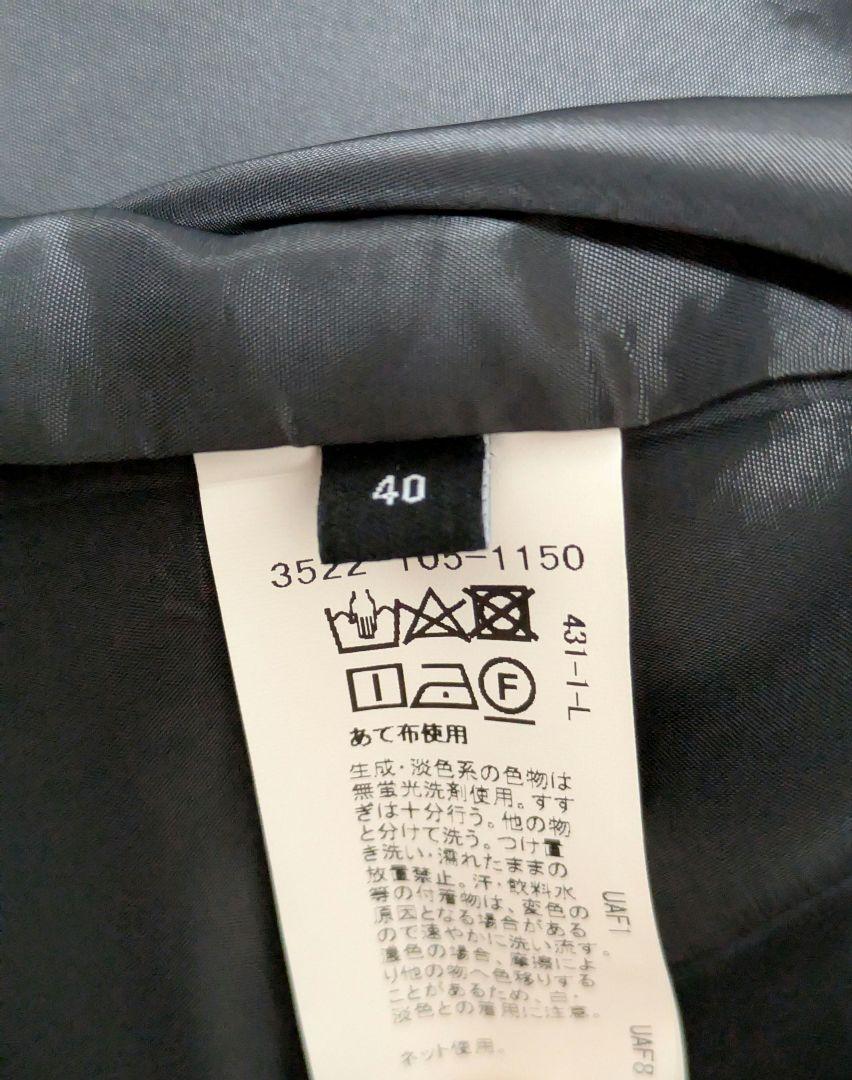 40
3522-105-1150
431-1-L
F
あて布使用
生成・淡色系の色物は
無蛍光洗剤使用。すす
ぎは十分行う。他の物
と分けて洗う。つけ置
き洗い・濡れたままの
放置禁止。汗・飲料水
等の付着物は、変色の
原因となる場合がある
ので速やかに洗い流す。
濃色の場合、摩擦によ
り他の物へ色移りする
ことがあるため、白・
淡色との着用に注意。
ネット使用。
UAF1
UAF8